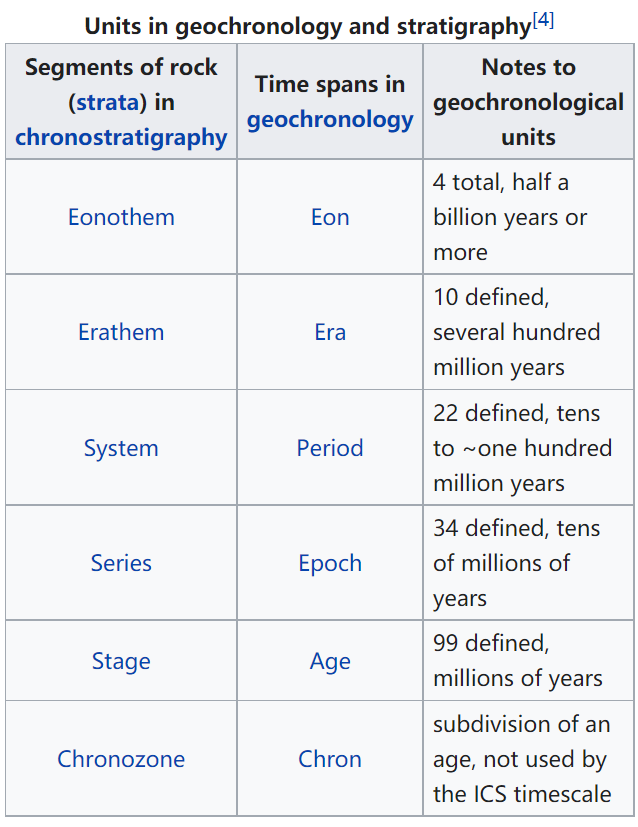 Units in geochronology and stratigraphy[4]
Segments of rock
(strata) in
chronostratigraphy
Time spans in
geochronology
Notes to
geochronological
units
Eonothem
Eon
4 total, half a
billion years or
more
Erathem
Era
10 defined,
several hundred
million years
System
Period
22 defined, tens
to ~one hundred
million years
Series
Epoch
34 defined, tens
of millions of
years
Stage
Age
99 defined,
millions of years
Chronozone
Chron
subdivision of an
age, not used by
the ICS timescale